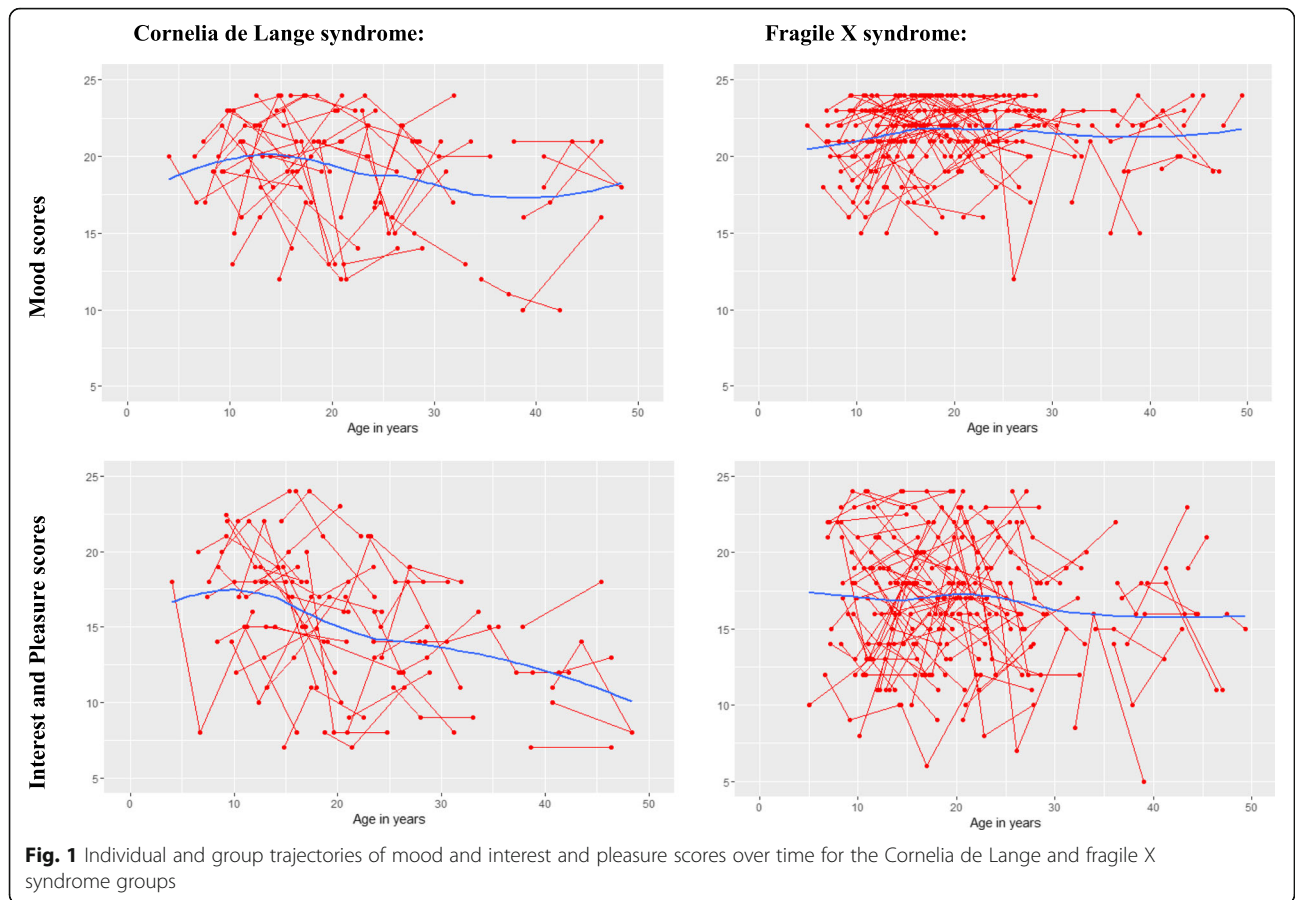 Cornelia de Lange syndrome:
Fragile X syndrome:
Mood scores
25
20
15
10
5
0 10 20 30 40 50
Age in years
25
20
15
10
5
0 10 20 30 40 50
Age in years
Interest and Pleasure scores
25
20
15
10
5
0 10 20 30 40 50
Age in years
25
20
15
10
5
0 10 20 30 40 50
Age in years
Fig. 1 Individual and group trajectories of mood and interest and pleasure scores over time for the Cornelia de Lange and fragile X
syndrome groups